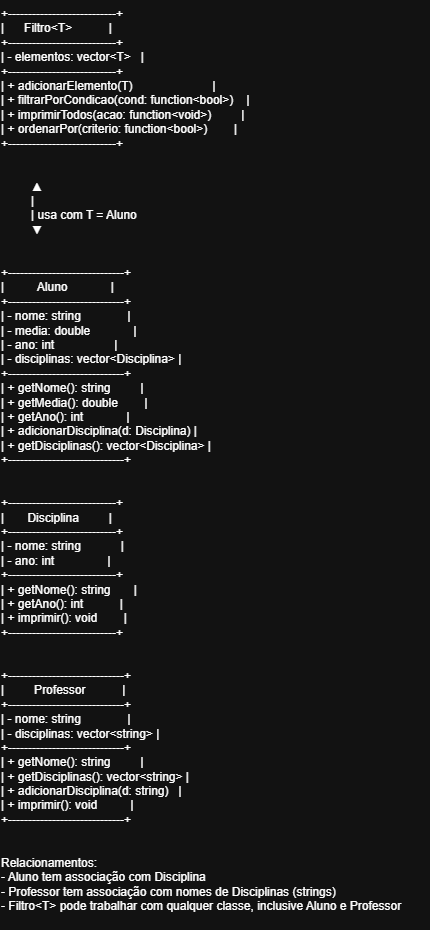 +---------------------------+
| Filtro<T> |
+---------------------------+
| - elementos: vector<T> |
+---------------------------+
| + adicionarElemento(T) |
| + filtrarPorCondicao(cond: function<bool>) |
| + imprimirTodos(acao: function<void>) |
| + ordenarPor(criterio: function<bool>) |
+---------------------------+
▲
|
| usa com T = Aluno
▼
+-----------------------------+
| Aluno |
+-----------------------------+
| - nome: string |
| - media: double |
| - ano: int |
| - disciplinas: vector<Disciplina> |
+-----------------------------+
| + getNome(): string |
| + getMedia(): double |
| + getAno(): int |
| + adicionarDisciplina(d: Disciplina) |
| + getDisciplinas(): vector<Disciplina> |
+-----------------------------+
+---------------------------+
| Disciplina |
+---------------------------+
| - nome: string |
| - ano: int |
+---------------------------+
| + getNome(): string |
| + getAno(): int |
| + imprimir(): void |
+---------------------------+
+-----------------------------+
| Professor |
+-----------------------------+
| - nome: string |
| - disciplinas: vector<string> |
+-----------------------------+
| + getNome(): string |
| + getDisciplinas(): vector<string> |
| + adicionarDisciplina(d: string) |
| + imprimir(): void |
+-----------------------------+
Relacionamentos:
- Aluno tem associação com Disciplina
- Professor tem associação com nomes de Disciplinas (strings)
- Filtro<T> pode trabalhar com qualquer classe, inclusive Aluno e Professor